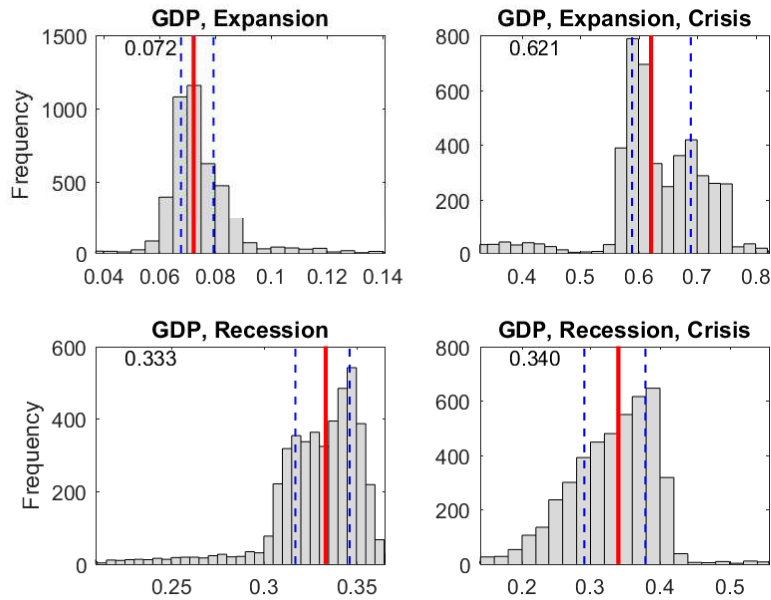 GDP, Expansion
0.072
1500
1000
500
0
Frequency
0.04 0.06 0.08 0.1 0.12 0.14
GDP, Expansion, Crisis
0.621
800
600
400
200
0
0.4 0.6 0.7 0.8
GDP, Recession
0.333
600
400
200
0
Frequency
0.25 0.3 0.35
GDP, Recession, Crisis
0.340
800
600
400
200
0
0.2 0.3 0.4 0.5